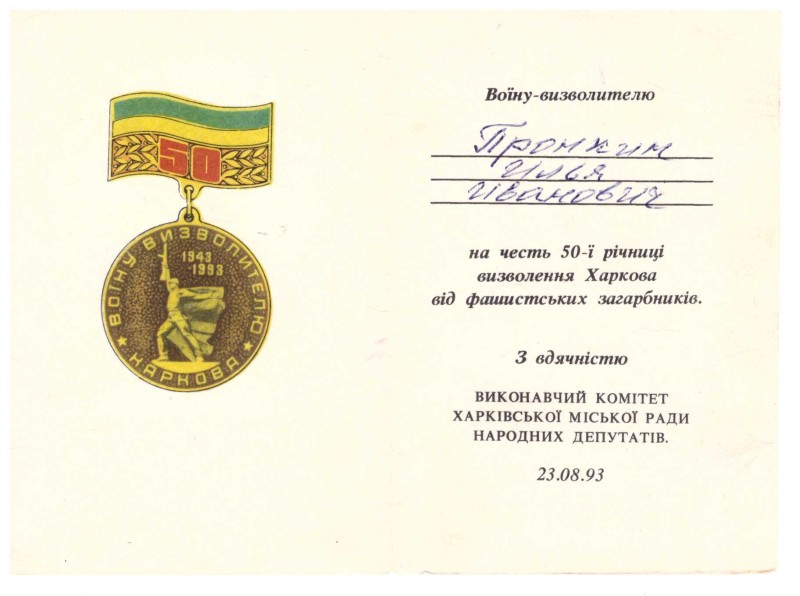 50
ВОЇНУ ВИЗВОЛИТЕЛЮ
1943
1993
ХАРКОВА
Воїну-визволителю
Пронкин
Илья
Иванович
на честь 50-ї річниці
визволення Харкова
від фашистських загарбників.
З вдячністю
ВИКОНАВЧИЙ КОМІТЕТ
ХАРКІВСЬКОЇ МІСЬКОЇ РАДИ
НАРОДНИХ ДЕПУТАТІВ.
23.08.93